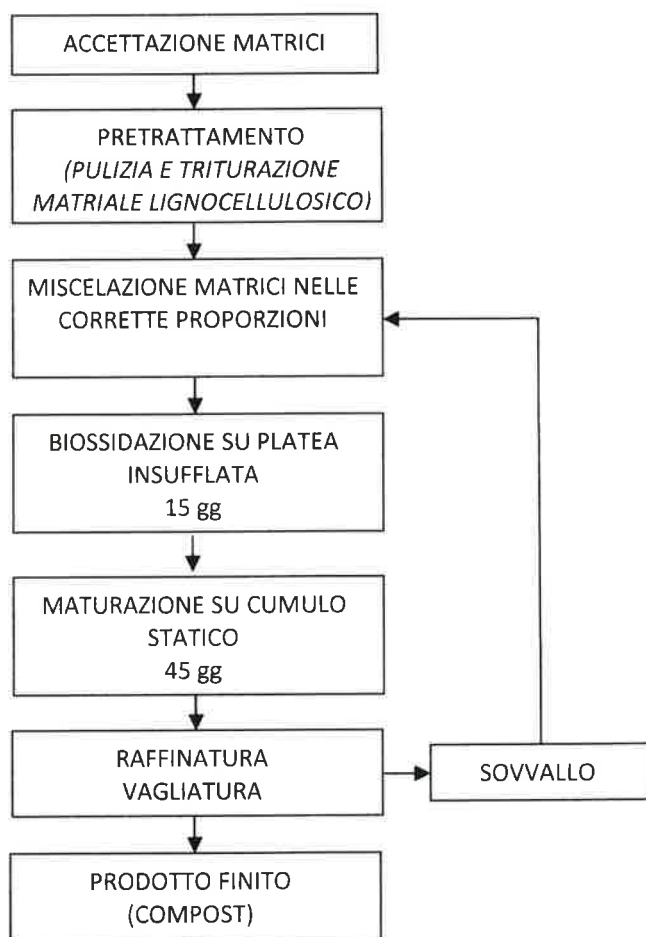 ACCETTAZIONE MATRICI
PRETRATTAMENTO
(PULIZIA E TRITURAZIONE
MATRIALE LIGNOCELLULOSICO)
MISCELAZIONE MATRICI NELLE
CORRETTE PROPORZIONI
BIOSSIDAZIONE SU PLATEA
INSUFFLATA
15 gg
MATURAZIONE SU CUMULO
STATICO
45 gg
RAFFINATURA
VAGLIATURA
SOVVALLO
PRODOTTO FINITO
(COMPOST)